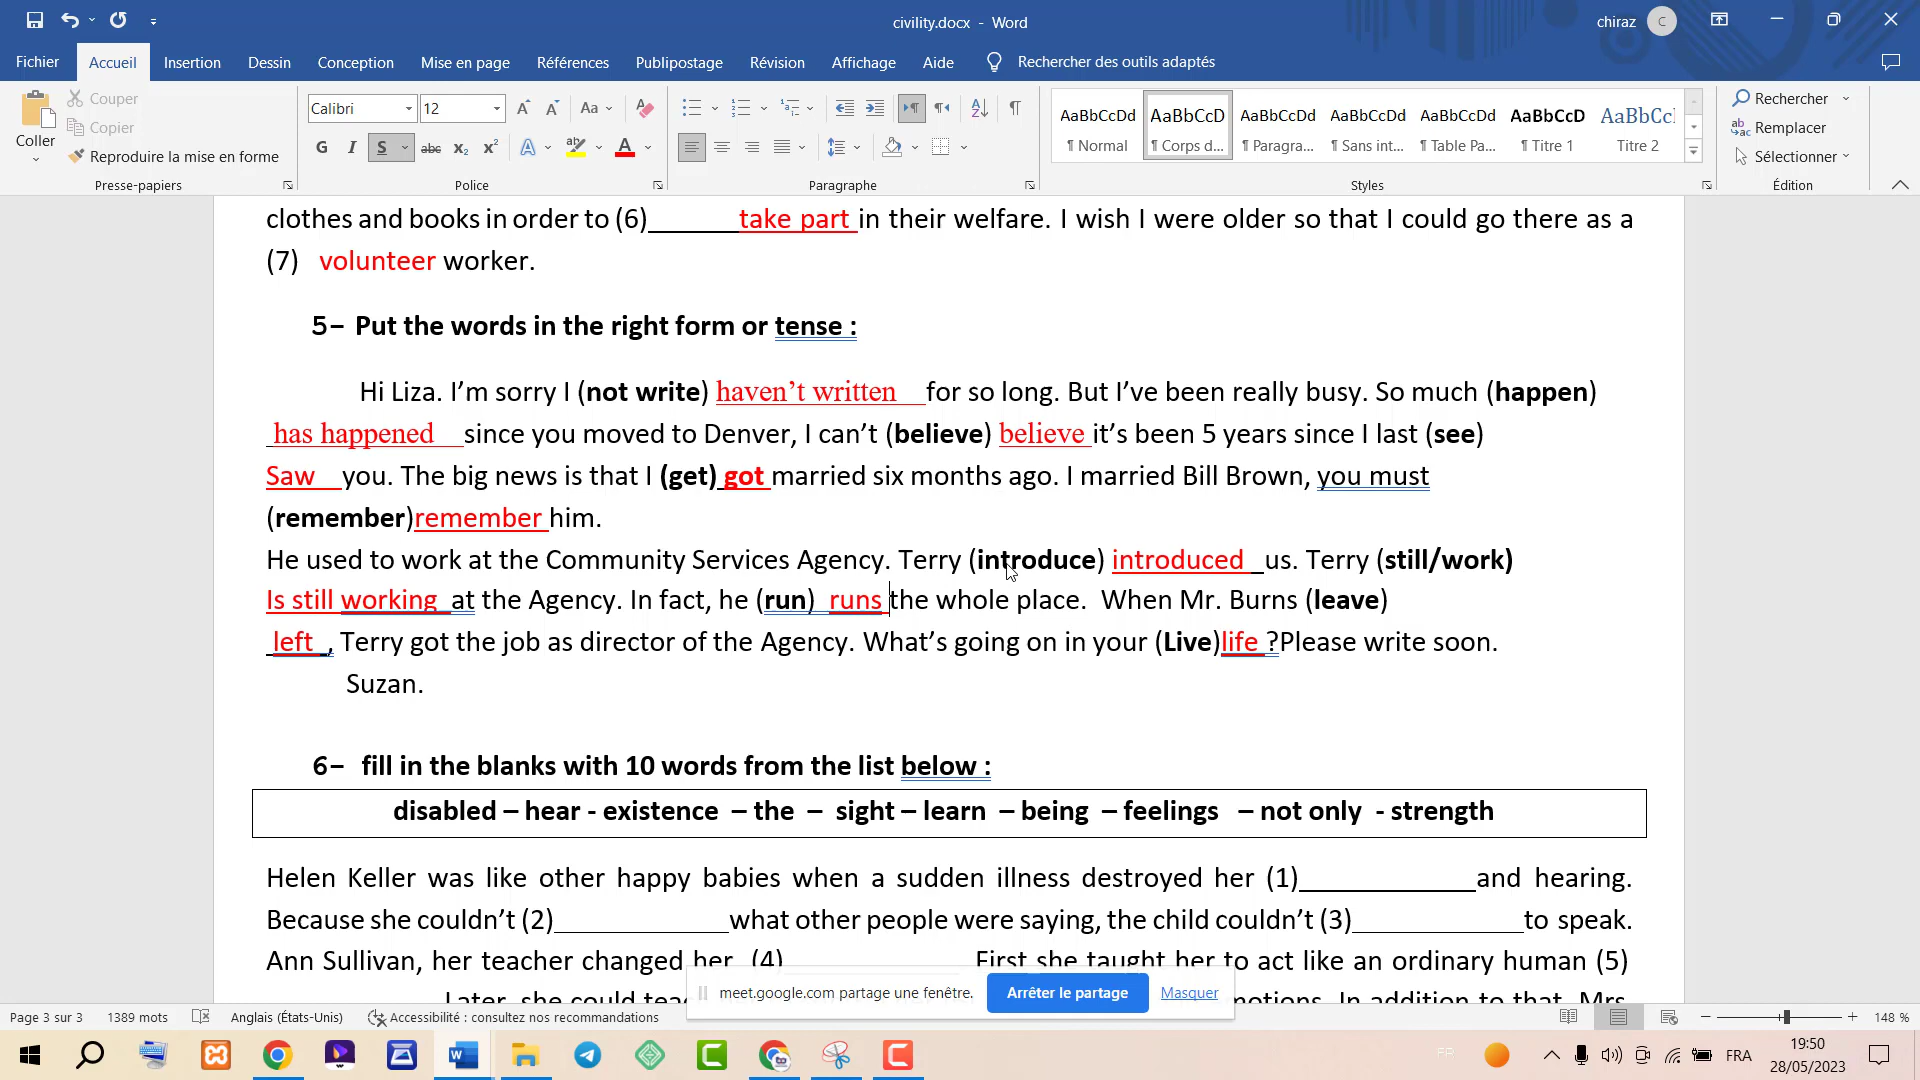 civility.docx - Word
chiraz
C
Fichier
Accueil
Insertion
Dessin
Conception
Mise en page
Références
Publipostage
Révision
Affichage
Aide
Rechercher des outils adaptés
Coller
Couper
Copier
Reproduire la mise en forme
Presse-papiers
Calibri
12
Police
Paragraphe
AaBbCcDd
¶ Normal
AaBbCcD
¶ Corps d...
AaBbCcDd
¶ Paragra...
AaBbCcDd
¶ Sans int...
AaBbCcDd
¶ Table Pa...
AaBbCcD
¶ Titre 1
AaBbCc
Titre 2
Styles
Rechercher
Remplacer
Sélectionner
Édition
clothes and books in order to (6)______take part in their welfare. I wish I were older so that I could go there as a
(7) volunteer worker.
5– Put the words in the right form or tense :
Hi Liza. I’m sorry I (not write) haven’t written__for so long. But I’ve been really busy. So much (happen)
_has happened__since you moved to Denver, I can’t (believe) believe it’s been 5 years since I last (see)
Saw__you. The big news is that I (get)_got married six months ago. I married Bill Brown, you must
(remember)remember him.
He used to work at the Community Services Agency. Terry (introduce) introduced _us. Terry (still/work)
Is still working_at the Agency. In fact, he (run) runs the whole place. When Mr. Burns (leave)
_left_, Terry got the job as director of the Agency. What’s going on in your (Live)life ?Please write soon.
Suzan.
6– fill in the blanks with 10 words from the list below :
disabled – hear - existence – the – sight – learn – being – feelings – not only - strength
Helen Keller was like other happy babies when a sudden illness destroyed her (1)____________and hearing.
Because she couldn’t (2)____________what other people were saying, the child couldn’t (3)____________to speak.
Ann Sullivan, her teacher changed her (4)____________ First she taught her to act like an ordinary human (5)
meet.google.com partage une fenêtre.
Arrêter le partage
Masquer
Page 3 sur 3
1389 mots
Anglais (États-Unis)
Accessibilité : consultez nos recommandations
148 %
FRA
19:50
28/05/2023